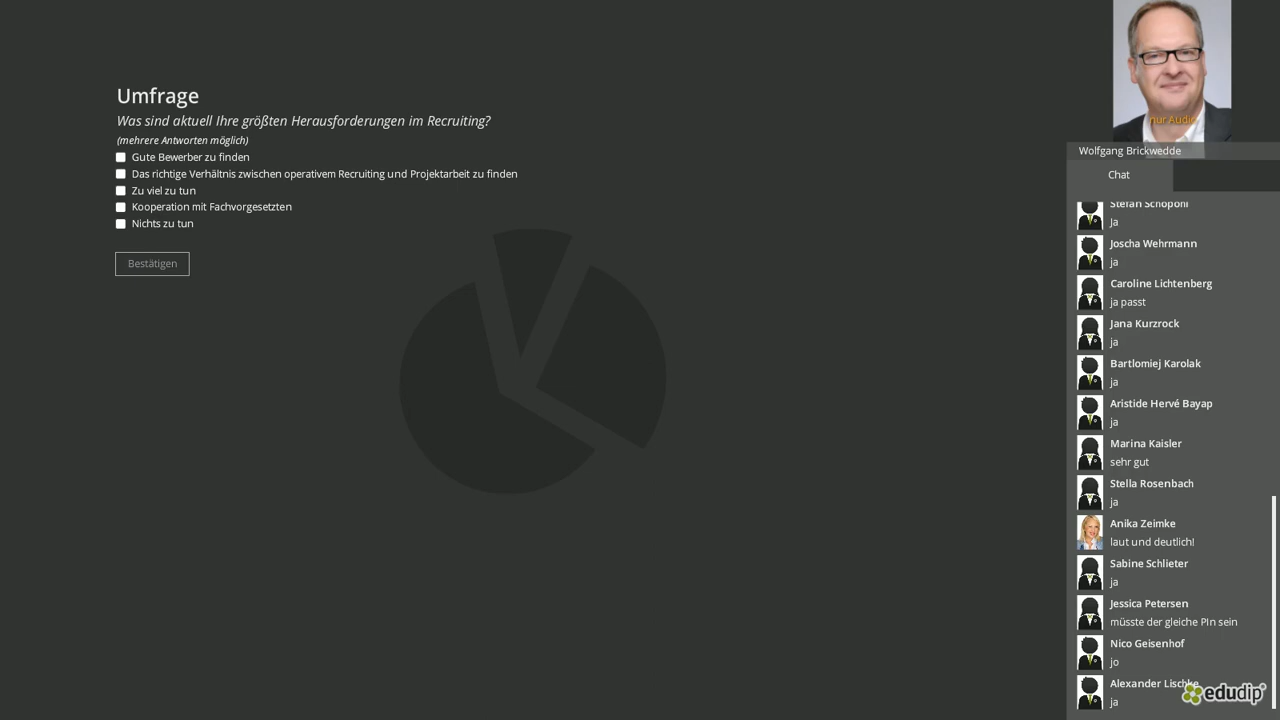 Umfrage
Was sind aktuell Ihre größten Herausforderungen im Recruiting?
(mehrere Antworten möglich)
Gute Bewerber zu finden
Das richtige Verhältnis zwischen operativem Recruiting und Projektarbeit zu finden
Zu viel zu tun
Kooperation mit Fachvorgesetzten
Nichts zu tun
Bestätigen
nur Audio
Wolfgang Brickwedde
Chat
Stefan Schöpohl
Ja
Joscha Wehrmann
ja
Caroline Lichtenberg
ja passt
Jana Kurzrock
ja
Bartlomiej Karolak
ja
Aristide Hervé Bayap
ja
Marina Kaisler
sehr gut
Stella Rosenbach
ja
Anika Zeimke
laut und deutlich!
Sabine Schlieter
ja
Jessica Petersen
müsste der gleiche PIn sein
Nico Geisenhof
jo
Alexander Lischke
ja
edudip